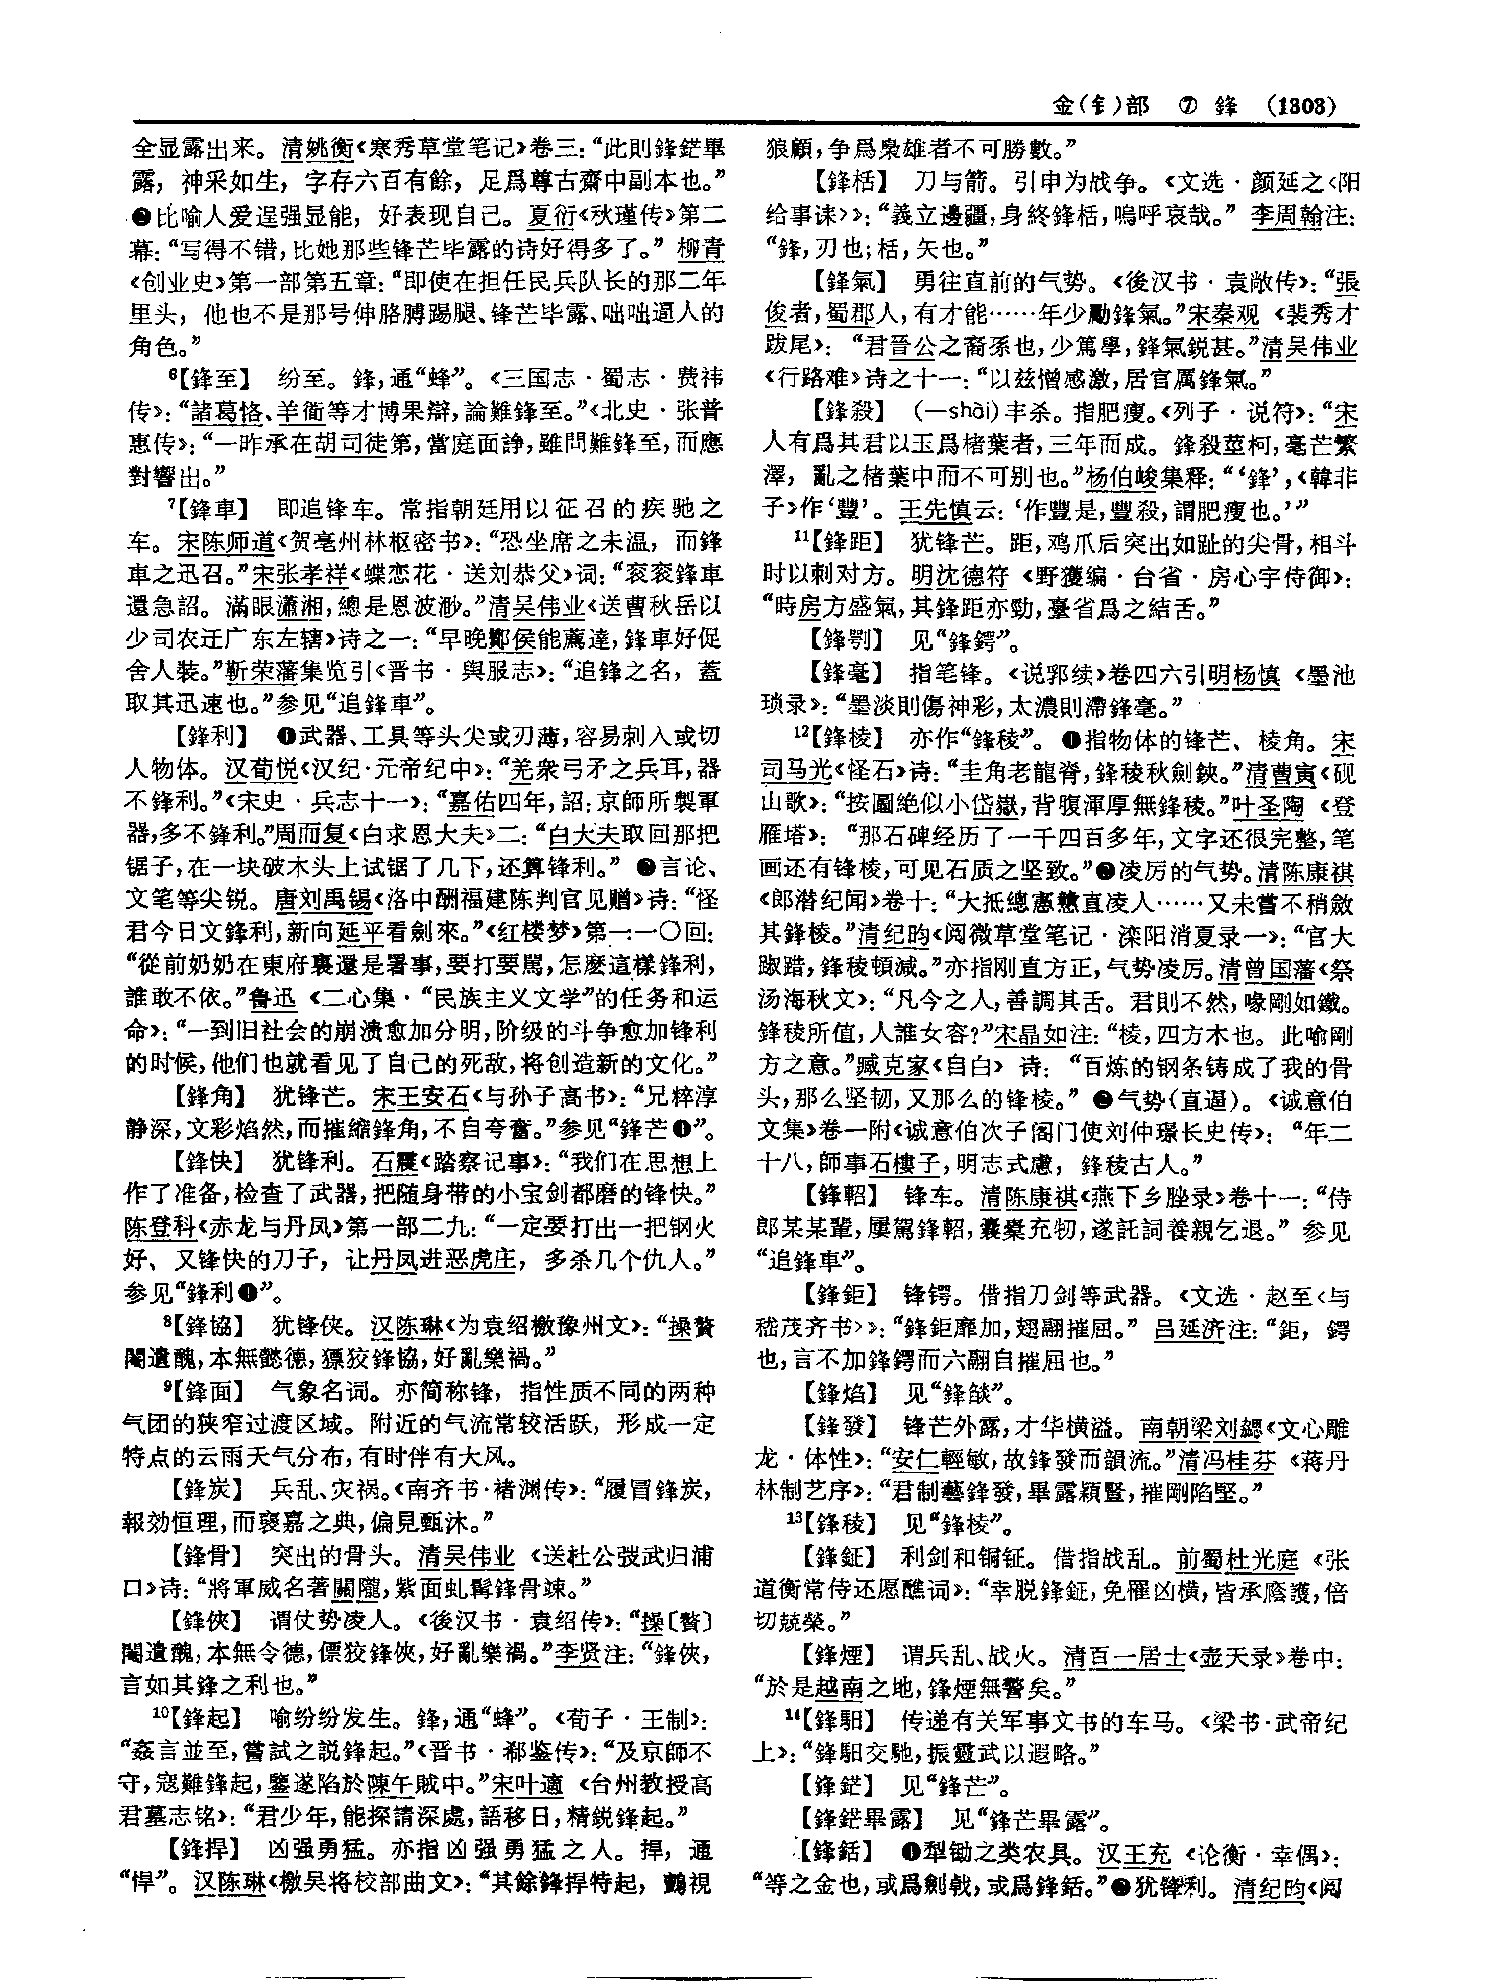 金(钅)部 ⑦ 鋒 (1303)
全显露出来。清姚衡《寒秀草堂笔记》卷三：“此則鋒鋩畢
露，神采如生，字存六百有餘，足爲尊古齋中副本也。”
❷比喻人爱逞强显能，好表现自己。夏衍《秋瑾传》第二
幕：“写得不错，比她那些锋芒毕露的诗好得多了。”柳青
《创业史》第一部第五章：“即使在担任民兵队长的那二年
里头，他也不是那号伸胳膊踢腿、锋芒毕露、咄咄逼人的
角色。”
⁶【鋒至】 纷至。鋒，通“蜂”。《三国志·蜀志·费祎
传》：“諸葛恪、羊衜等才博果辯，論難鋒至。”《北史·张普
惠传》：“一昨承在胡司徒第，當庭面諍，雖問難鋒至，而應
對響出。”
⁷【鋒車】 即追锋车。常指朝廷用以征召的疾驰之
车。宋陈师道《贺亳州林枢密书》：“恐坐席之未温，而鋒
車之迅召。”宋张孝祥《蝶恋花·送刘恭父》词：“衮衮鋒車
還急詔。滿眼瀟湘，總是恩波渺。”清吴伟业《送曹秋岳以
少司农迁广东左辖》诗之一：“早晚酇侯能薦達，鋒車好促
舍人裝。”靳荣藩集览引《晋书·舆服志》：“追鋒之名，蓋
取其迅速也。”参见“追鋒車”。
【鋒利】 ❶武器、工具等头尖或刃薄，容易刺入或切
人物体。汉荀悦《汉纪·元帝纪中》：“羌衆弓矛之兵耳，器
不鋒利。”《宋史·兵志十一》：“嘉佑四年，詔：京師所製軍
器，多不鋒利。”周而复《白求恩大夫》二：“白大夫取回那把
锯子，在一块破木头上试锯了几下，还算锋利。” ❷言论、
文笔等尖锐。唐刘禹锡《洛中酬福建陈判官见赠》诗：“怪
君今日文鋒利，新向延平看劍來。”《红楼梦》第一一〇回：
“從前奶奶在東府裏還是署事，要打要罵，怎麽這樣鋒利，
誰敢不依。”鲁迅《二心集·“民族主义文学”的任务和运
命》：“一到旧社会的崩溃愈加分明，阶级的斗争愈加锋利
的时候，他们也就看见了自己的死敌，将创造新的文化。”
【鋒角】 犹锋芒。宋王安石《与孙子高书》：“兄粹淳
静深，文彩焰然，而摧縮鋒角，不自夸奮。”参见“鋒芒❶”。
【鋒快】 犹锋利。石震《踏察记事》：“我们在思想上
作了准备，检查了武器，把随身带的小宝剑都磨的锋快。”
陈登科《赤龙与丹凤》第一部二九：“一定要打出一把钢火
好、又锋快的刀子，让丹凤进恶虎庄，多杀几个仇人。”
参见“鋒利❶”。
⁸【鋒協】 犹锋侠。汉陈琳《为袁绍檄豫州文》：“操贅
閹遺醜，本無懿德，獟狡鋒協，好亂樂禍。”
⁹【鋒面】 气象名词。亦简称锋，指性质不同的两种
气团的狭窄过渡区域。附近的气流常较活跃，形成一定
特点的云雨天气分布，有时伴有大风。
【鋒炭】 兵乱、灾祸。《南齐书·褚渊传》：“履冒鋒炭，
報効恒理，而褒嘉之典，偏見甄沐。”
【鋒骨】 突出的骨头。清吴伟业《送杜公弢武归浦
口》诗：“將軍威名著關隴，紫面虬髯鋒骨竦。”
【鋒俠】 谓仗势凌人。《後汉书·袁绍传》：“操〔贅〕
閹遺醜，本無令德，僄狡鋒俠，好亂樂禍。”李贤注：“鋒俠，
言如其鋒之利也。”
¹⁰【鋒起】 喻纷纷发生。鋒，通“蜂”。《荀子·王制》：
“姦言並至，嘗試之説鋒起。”《晋书·郗鉴传》：“及京師不
守，寇難鋒起，鑒遂陷於陳午賊中。”宋叶適《台州教授高
君墓志铭》：“君少年，能探請深處，語移日，精鋭鋒起。”
【鋒捍】 凶强勇猛。亦指凶强勇猛之人。捍，通
“悍”。汉陈琳《檄吴将校部曲文》：“其餘鋒捍特起，鸇視
狼顧，争爲梟雄者不可勝數。”
【鋒栝】 刀与箭。引申为战争。《文选·颜延之〈阳
给事诔〉》：“義立邊疆，身終鋒栝，嗚呼哀哉。”李周翰注：
“鋒，刃也；栝，矢也。”
【鋒氣】 勇往直前的气势。《後汉书·袁敞传》：“張
俊者，蜀郡人，有才能……年少勵鋒氣。”宋秦观《裴秀才
跋尾》：“君晉公之裔孫也，少篤學，鋒氣鋭甚。”清吴伟业
《行路难》诗之十一：“以兹憎感激，居官厲鋒氣。”
【鋒殺】 (—shài)丰杀。指肥瘦。《列子·说符》：“宋
人有爲其君以玉爲楮葉者，三年而成。鋒殺莖柯，毫芒繁
澤，亂之楮葉中而不可别也。”杨伯峻集释：“‘鋒’，《韓非
子》作‘豐’。王先慎云：‘作豐是，豐殺，謂肥瘦也。’”
¹¹【鋒距】 犹锋芒。距，鸡爪后突出如趾的尖骨，相斗
时以刺对方。明沈德符《野獲编·台省·房心宇侍御》：
“時房方盛氣，其鋒距亦勁，臺省爲之結舌。”
【鋒剠】 见“鋒鍔”。
【鋒毫】 指笔锋。《说郛续》卷四六引明杨慎《墨池
琐录》：“墨淡則傷神彩，太濃則滯鋒毫。”
¹²【鋒棱】 亦作“鋒稜”。❶指物体的锋芒、棱角。宋
司马光《怪石》诗：“圭角老龍脊，鋒稜秋劍鋏。”清曹寅《砚
山歌》：“按圖絶似小岱嶽，背腹渾厚無鋒稜。”叶圣陶《登
雁塔》：“那石碑经历了一千四百多年，文字还很完整，笔
画还有锋棱，可见石质之坚致。”❷凌厉的气势。清陈康祺
《郎潜纪闻》卷十：“大抵總憲戇直凌人……又未嘗不稍斂
其鋒棱。”清纪昀《阅微草堂笔记·滦阳消夏录一》：“官大
踧踖，鋒稜頓減。”亦指刚直方正，气势凌厉。清曾国藩《祭
汤海秋文》：“凡今之人，善調其舌。君則不然，喙剛如鐵。
鋒稜所值，人誰女容？”宋晶如注：“棱，四方木也。此喻剛
方之意。”臧克家《自白》诗：“百炼的钢条铸成了我的骨
头，那么坚韧，又那么的锋棱。” ❸气势(直逼)。《诚意伯
文集》卷一附《诚意伯次子阁门使刘仲璟长史传》：“年二
十八，師事石樓子，明志式慮，鋒稜古人。”
【鋒軺】 锋车。清陈康祺《燕下乡脞录》卷十一：“侍
郎某某輩，屢駕鋒軺，囊橐充牣，遂託詞養親乞退。” 参见
“追鋒車”。
【鋒鉅】 锋锷。借指刀剑等武器。《文选·赵至〈与
嵇茂齐书〉》：“鋒鉅靡加，翅翮摧屈。”吕延济注：“鉅，鍔
也，言不加鋒鍔而六翮自摧屈也。”
【鋒焰】 见“鋒燄”。
【鋒發】 锋芒外露，才华横溢。南朝梁刘勰《文心雕
龙·体性》：“安仁輕敏，故鋒發而韻流。”清冯桂芬《蒋丹
林制艺序》：“君制藝鋒發，畢露穎豎，摧剛陷堅。”
¹³【鋒稜】 见“鋒棱”。
【鋒鉦】 利剑和铜钲。借指战乱。前蜀杜光庭《张
道衡常侍还愿醮词》：“幸脱鋒鉦，免罹凶横，皆承廕護，倍
切兢榮。”
【鋒煙】 谓兵乱、战火。清百一居士《壶天录》卷中：
“於是越南之地，鋒煙無警矣。”
¹⁴【鋒馹】 传递有关军事文书的车马。《梁书·武帝纪
上》：“鋒馹交馳，振靈武以遐略。”
【鋒鋩】 见“鋒芒”。
【鋒鋩畢露】 见“鋒芒畢露”。
【鋒銛】 ❶犁锄之类农具。汉王充《论衡·幸偶》：
“等之金也，或爲劍戟，或爲鋒銛。”❷犹锋利。清纪昀《阅